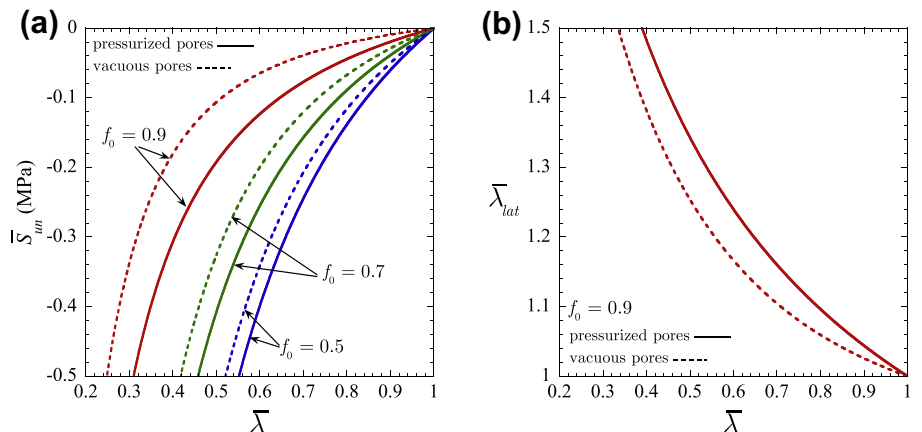 (a)
0
pressurized pores
vacuous pores
-0.1
f₀ = 0.9
-0.2
S̅un (MPa)
-0.3
f₀ = 0.7
-0.4
f₀ = 0.5
-0.5
0.2 0.3 0.4 0.5 0.6 0.7 0.8 0.9 1
λ̅
(b)
1.5
1.4
1.3
λ̅lat
1.2
1.1
f₀ = 0.9
pressurized pores
vacuous pores
1
0.2 0.3 0.4 0.5 0.6 0.7 0.8 0.9 1
λ̅